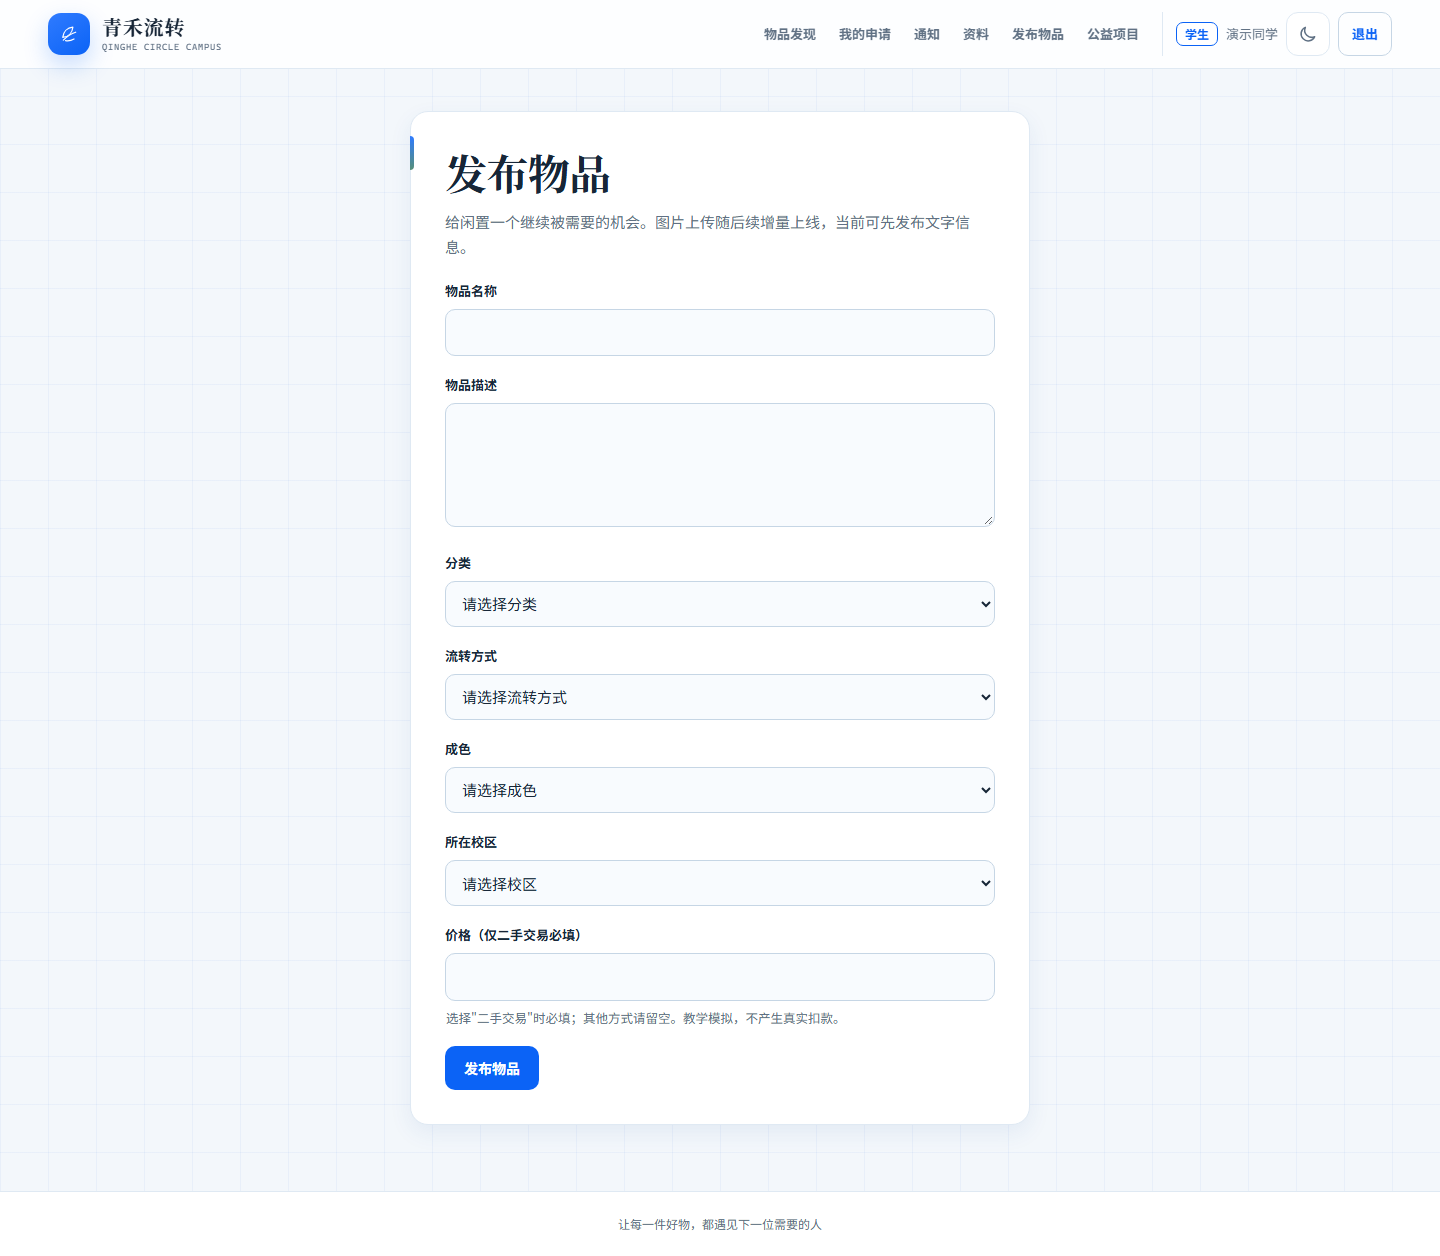 青禾流转
QINGHE CIRCLE CAMPUS
物品发现 我的申请 通知 资料 发布物品 公益项目 学生 演示同学 退出
发布物品
给闲置一个继续被需要的机会。图片上传随后续增量上线，当前可先发布文字信
息。
物品名称
物品描述
分类
请选择分类
流转方式
请选择流转方式
成色
请选择成色
所在校区
请选择校区
价格（仅二手交易必填）
选择"二手交易"时必填；其他方式请留空。教学模拟，不产生真实扣款。
发布物品
让每一件好物，都遇见下一位需要的人